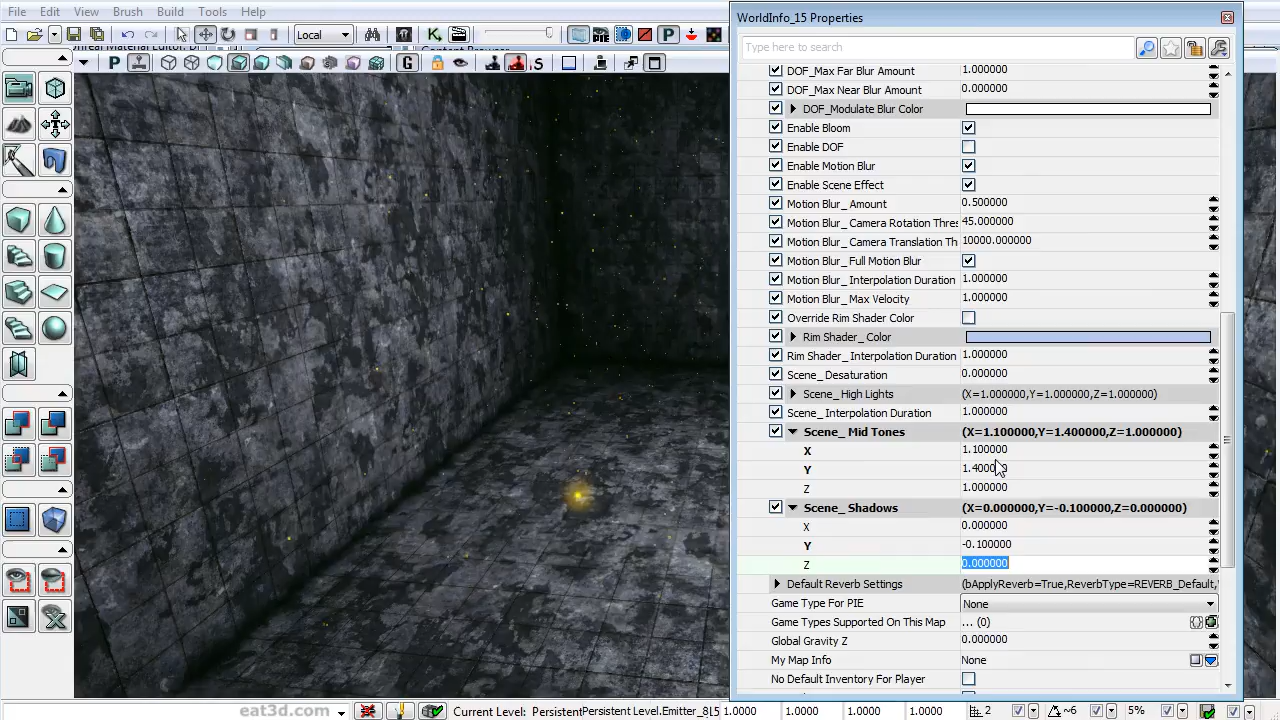 File Edit View Brush Build Tools Help
WorldInfo_15 Properties
Local
PIE
Type here to search
P
G
S
DOF_Max Far Blur Amount 1.000000
DOF_Max Near Blur Amount 0.000000
DOF_Modulate Blur Color
Enable Bloom
Enable DOF
Enable Motion Blur
Enable Scene Effect
Motion Blur_ Amount 0.500000
Motion Blur_ Camera Rotation Thres 45.000000
Motion Blur_ Camera Translation Th 10000.000000
Motion Blur_ Full Motion Blur
Motion Blur_ Interpolation Duration 1.000000
Motion Blur_ Max Velocity 1.000000
Override Rim Shader Color
Rim Shader_ Color
Rim Shader_ Interpolation Duration 1.000000
Scene_ Desaturation 0.000000
Scene_ High Lights (X=1.000000,Y=1.000000,Z=1.000000)
Scene_ Interpolation Duration 1.000000
Scene_ Mid Tones (X=1.100000,Y=1.400000,Z=1.000000)
X 1.100000
Y 1.400000
Z 1.000000
Scene_ Shadows (X=0.000000,Y=-0.100000,Z=0.000000)
X 0.000000
Y -0.100000
Z 0.000000
Default Reverb Settings (bApplyReverb=True,ReverbType=REVERB_Default,
Game Type For PIE None
Game Types Supported On This Map ... (0)
Global Gravity Z 0.000000
My Map Info None
No Default Inventory For Player
eat3d.com
Current Level: Persistent
PersistentLevel.Emitter_8
1.0000 1.0000 1.0000 1.0000
2
6
5%